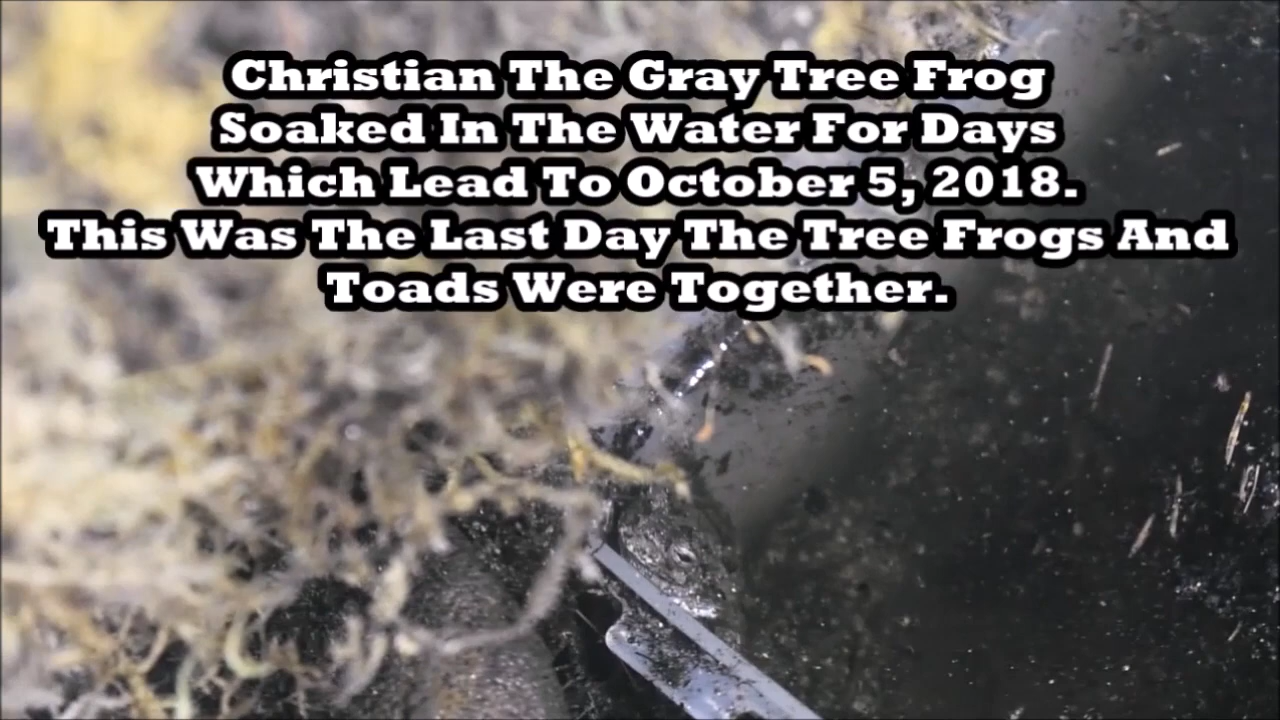 Christian The Gray Tree Frog
Soaked In The Water For Days
Which Lead To October 5, 2018.
This Was The Last Day The Tree Frogs And
Toads Were Together.